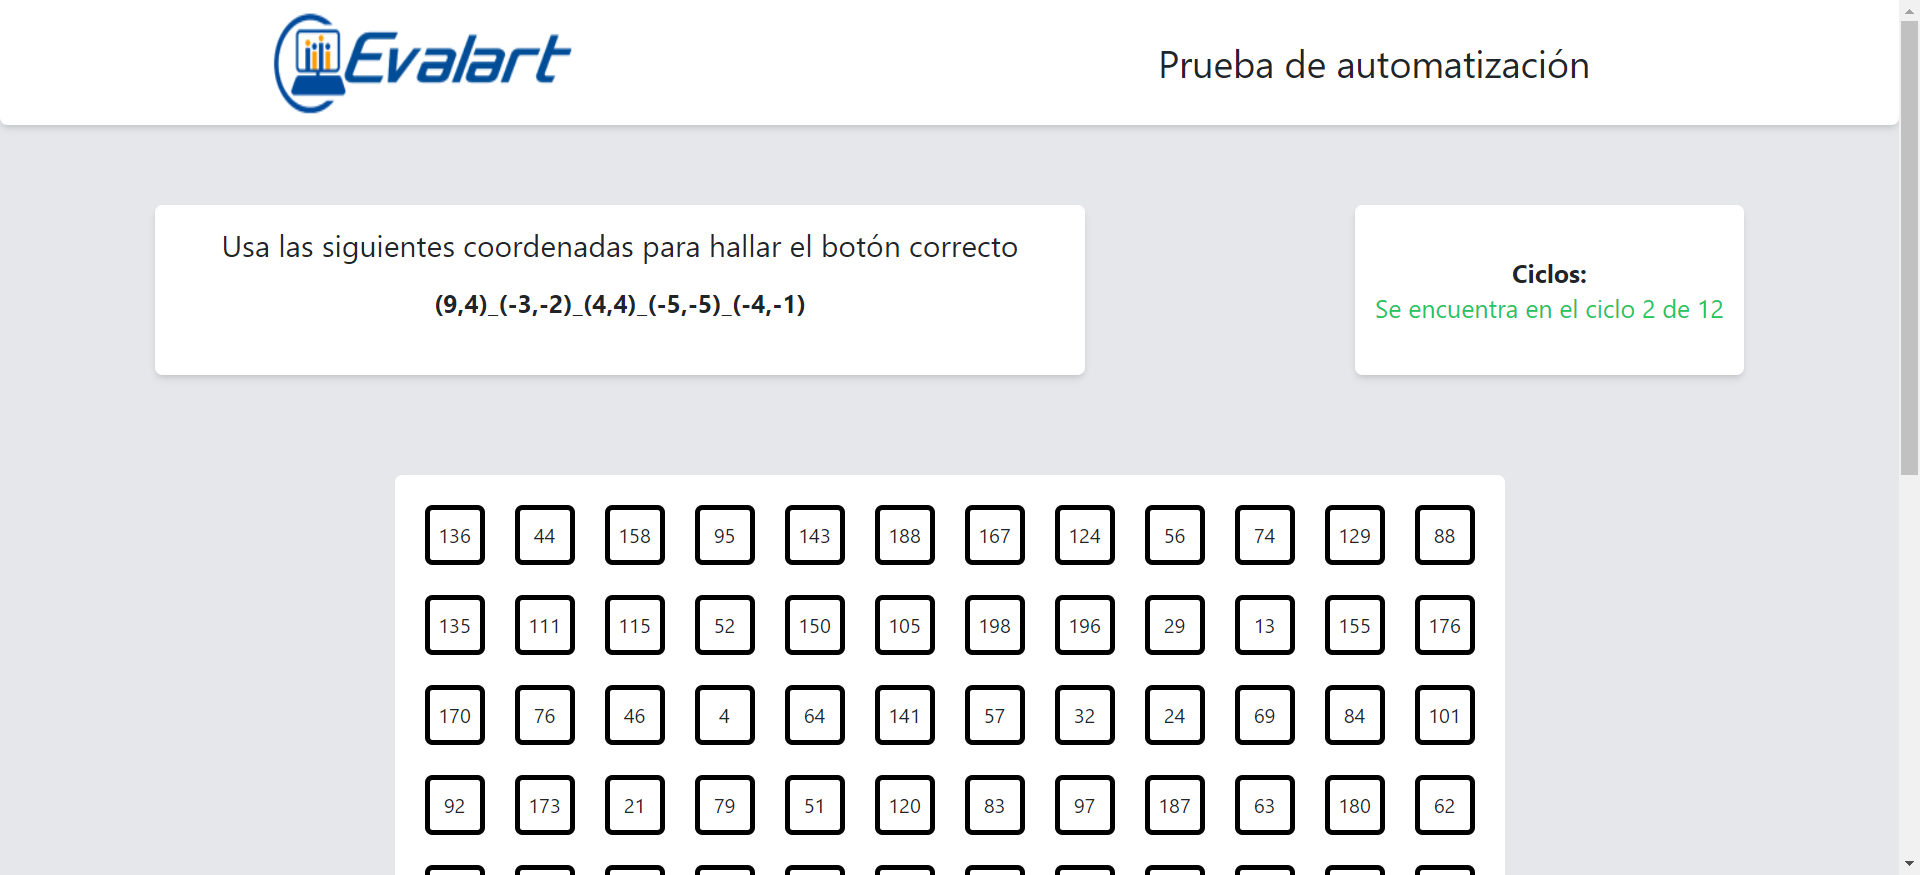 Evalart
Prueba de automatización
Usa las siguientes coordenadas para hallar el botón correcto
(9,4)_(-3,-2)_(4,4)_(-5,-5)_(-4,-1)
Ciclos:
Se encuentra en el ciclo 2 de 12
136 44 158 95 143 188 167 124 56 74 129 88
135 111 115 52 150 105 198 196 29 13 155 176
170 76 46 4 64 141 57 32 24 69 84 101
92 173 21 79 51 120 83 97 187 63 180 62